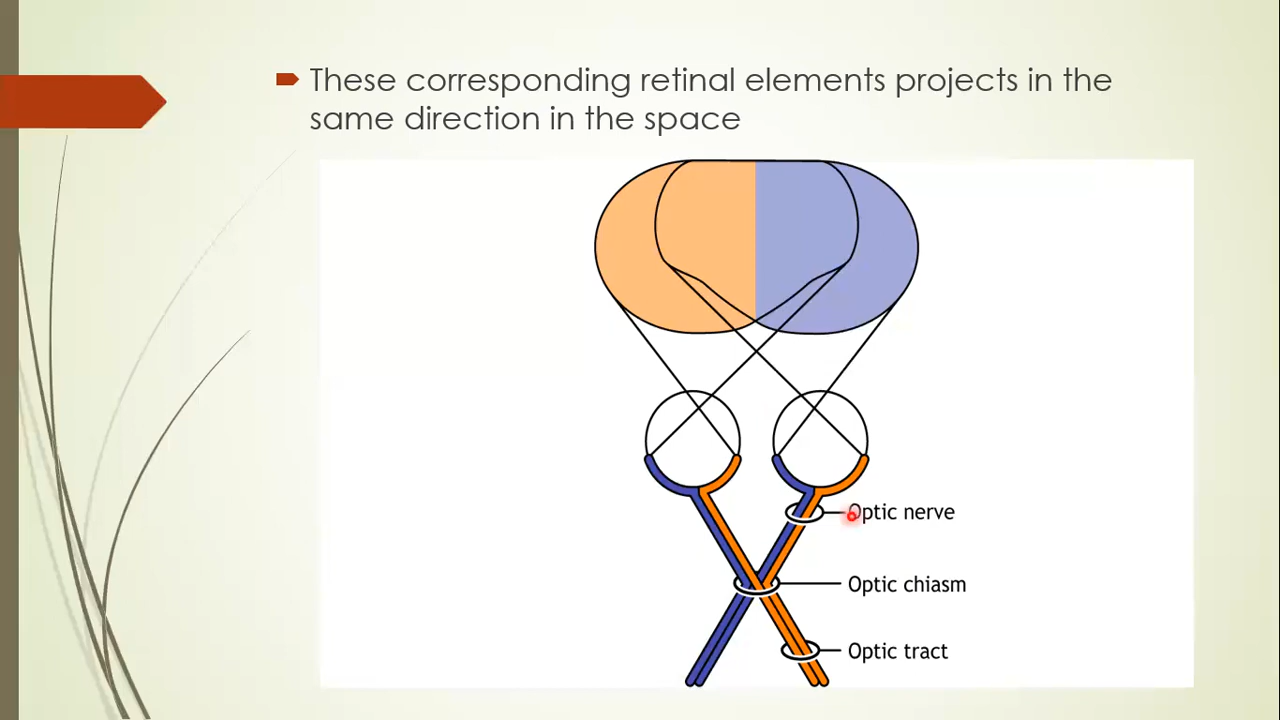 These corresponding retinal elements projects in the
same direction in the space
Optic nerve
Optic chiasm
Optic tract